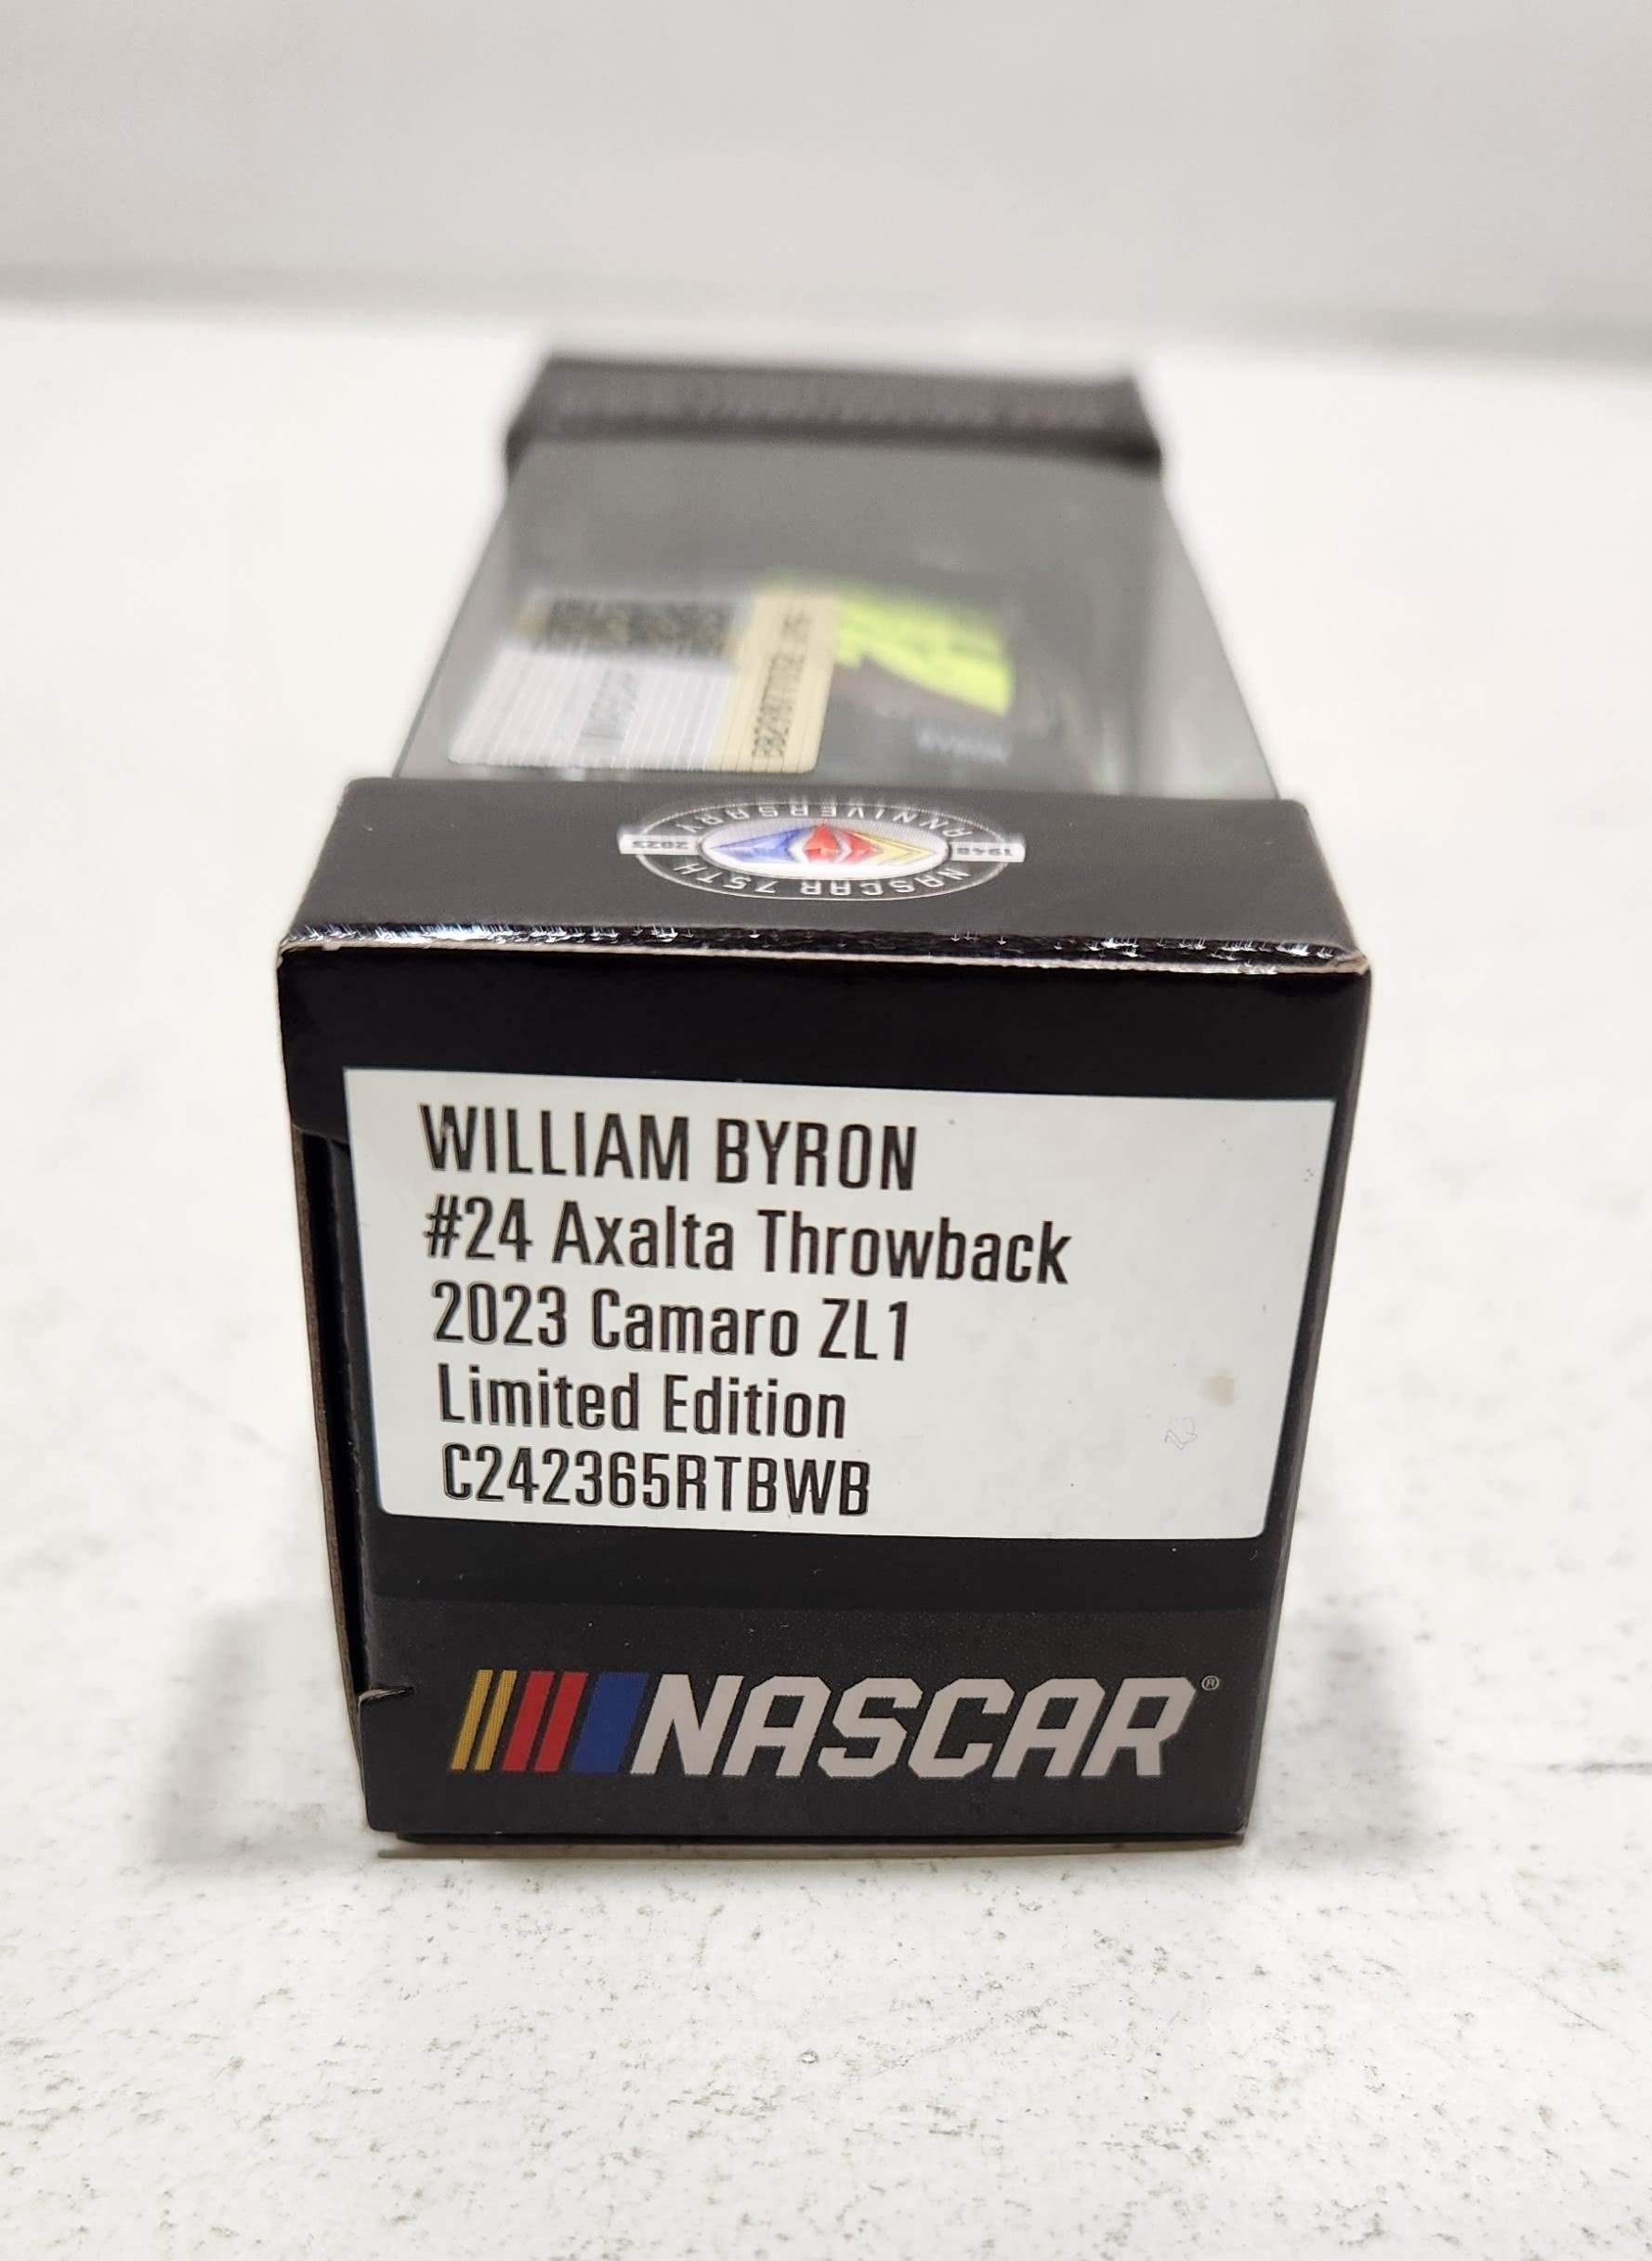 NASCAR 75TH ANNIVERSARY
1948 2023
WILLIAM BYRON
#24 Axalta Throwback
2023 Camaro ZL1
Limited Edition
C242365RTBWB
NASCAR®